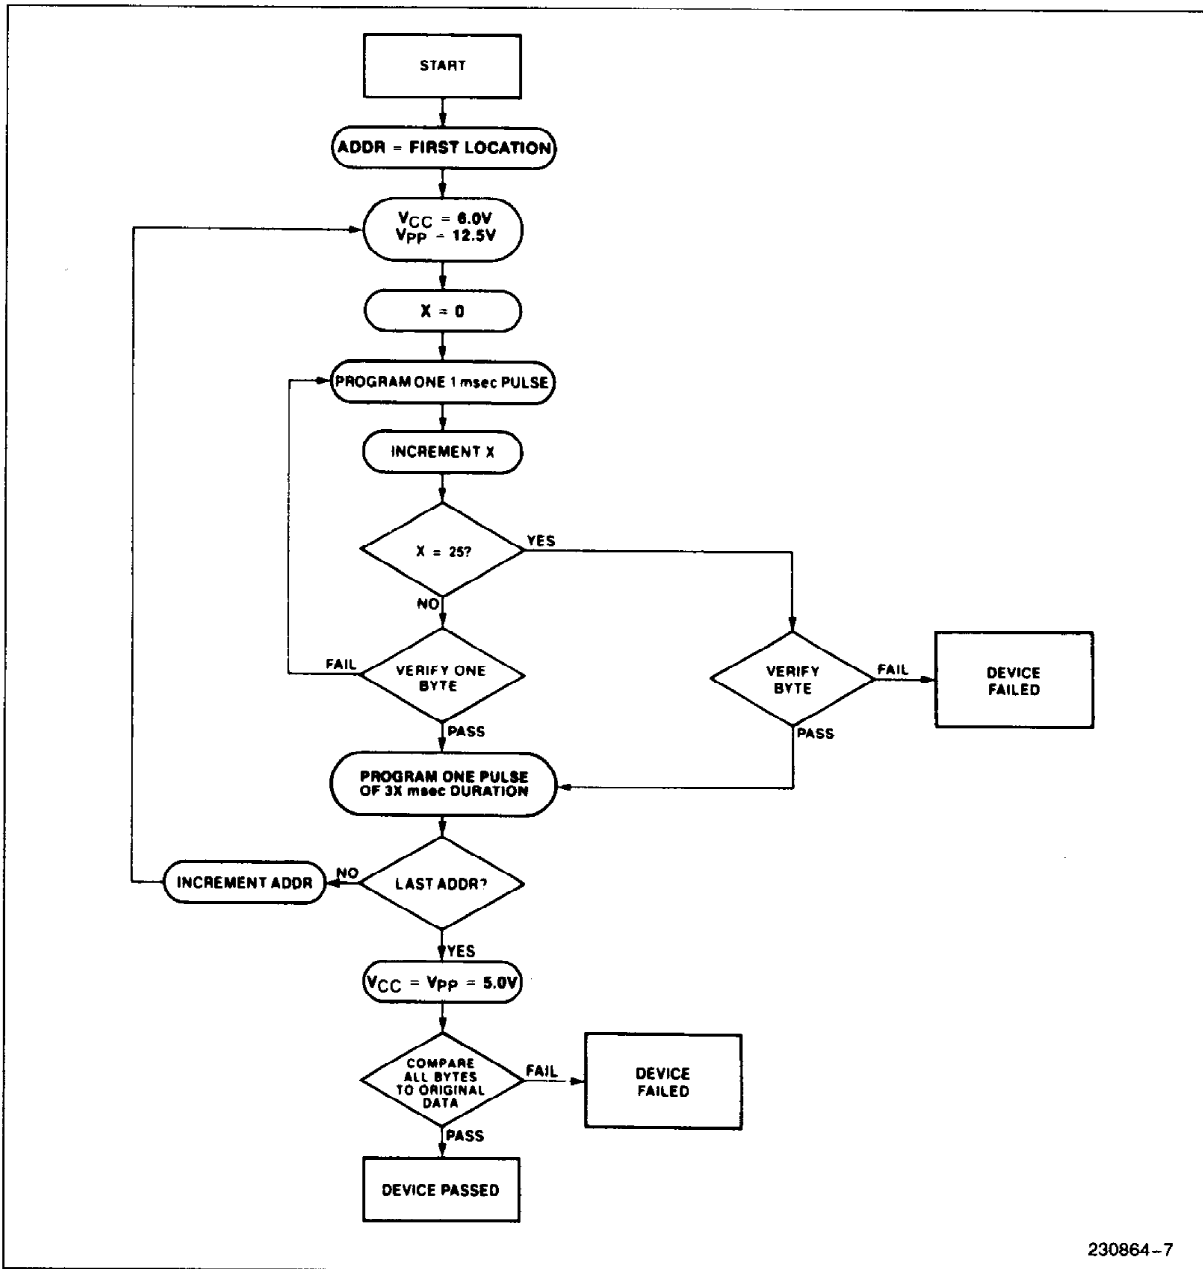 START
ADDR = FIRST LOCATION
VCC = 6.0V
VPP = 12.5V
X = 0
PROGRAM ONE 1 msec PULSE
INCREMENT X
X = 25?
YES
NO
VERIFY ONE
BYTE
FAIL
PASS
VERIFY
BYTE
FAIL
PASS
DEVICE
FAILED
PROGRAM ONE PULSE
OF 3X msec DURATION
LAST ADDR?
NO
INCREMENT ADDR
YES
VCC = VPP = 5.0V
COMPARE
ALL BYTES
TO ORIGINAL
DATA
FAIL
DEVICE
FAILED
PASS
DEVICE PASSED
230864-7